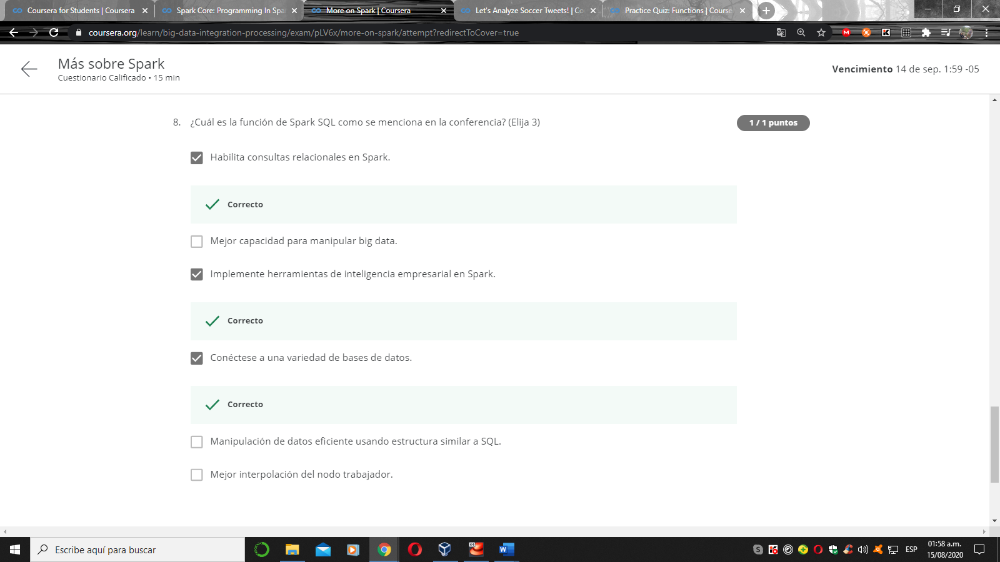 Coursera for Students | Coursera
Spark Core: Programming In Spa
More on Spark | Coursera
Let's Analyze Soccer Tweets! | Co
Practice Quiz: Functions | Course
coursera.org/learn/big-data-integration-processing/exam/pLV6x/more-on-spark/attempt?redirectToCover=true
Más sobre Spark
Cuestionario Calificado • 15 min
Vencimiento 14 de sep. 1:59 -05
8. ¿Cuál es la función de Spark SQL como se menciona en la conferencia? (Elija 3)
1 / 1 puntos
Habilita consultas relacionales en Spark.
Correcto
Mejor capacidad para manipular big data.
Implemente herramientas de inteligencia empresarial en Spark.
Correcto
Conéctese a una variedad de bases de datos.
Correcto
Manipulación de datos eficiente usando estructura similar a SQL.
Mejor interpolación del nodo trabajador.
Escribe aquí para buscar
ESP
01:58 a.m.
15/08/2020